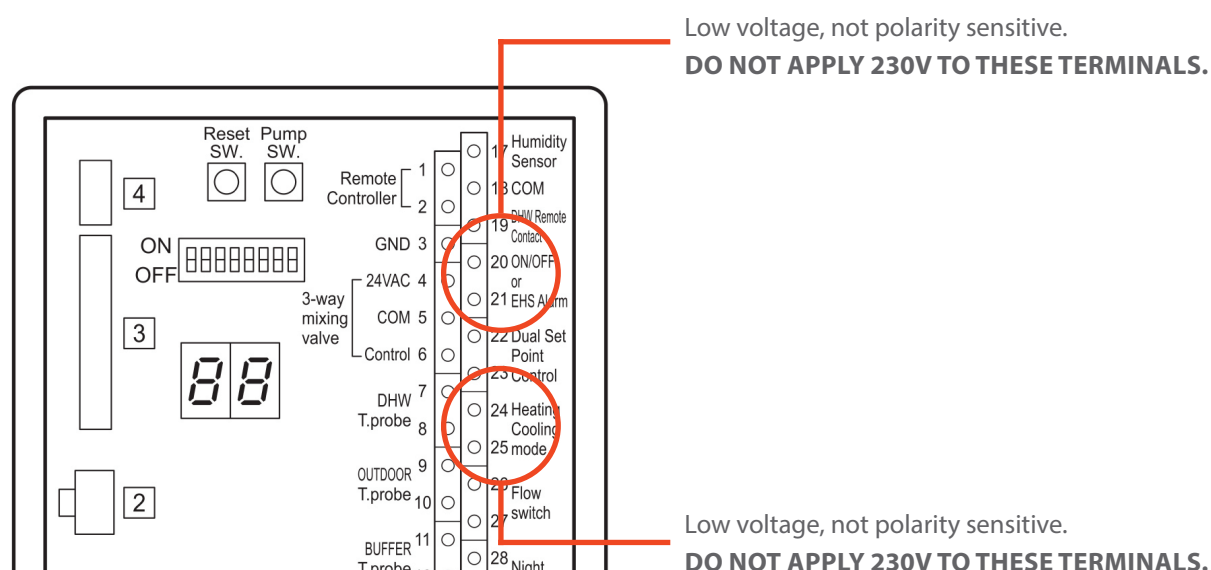 Low voltage, not polarity sensitive.
DO NOT APPLY 230V TO THESE TERMINALS.
Reset Pump
SW. SW.
4
ON
OFF
3
88
2
Remote
Controller
1
2
GND 3
3-way
mixing
valve
24VAC 4
COM 5
Control 6
DHW
T.probe
7
8
OUTDOOR
T.probe
9
10
BUFFER
T.probe
11
17 Humidity
Sensor
18 COM
19 DHW Remote
Contact
20 ON/OFF
or
21 EHS Alarm
22 Dual Set
Point
23 Control
24 Heating
Cooling
25 mode
26
Flow
switch
27
28
Night
Low voltage, not polarity sensitive.
DO NOT APPLY 230V TO THESE TERMINALS.